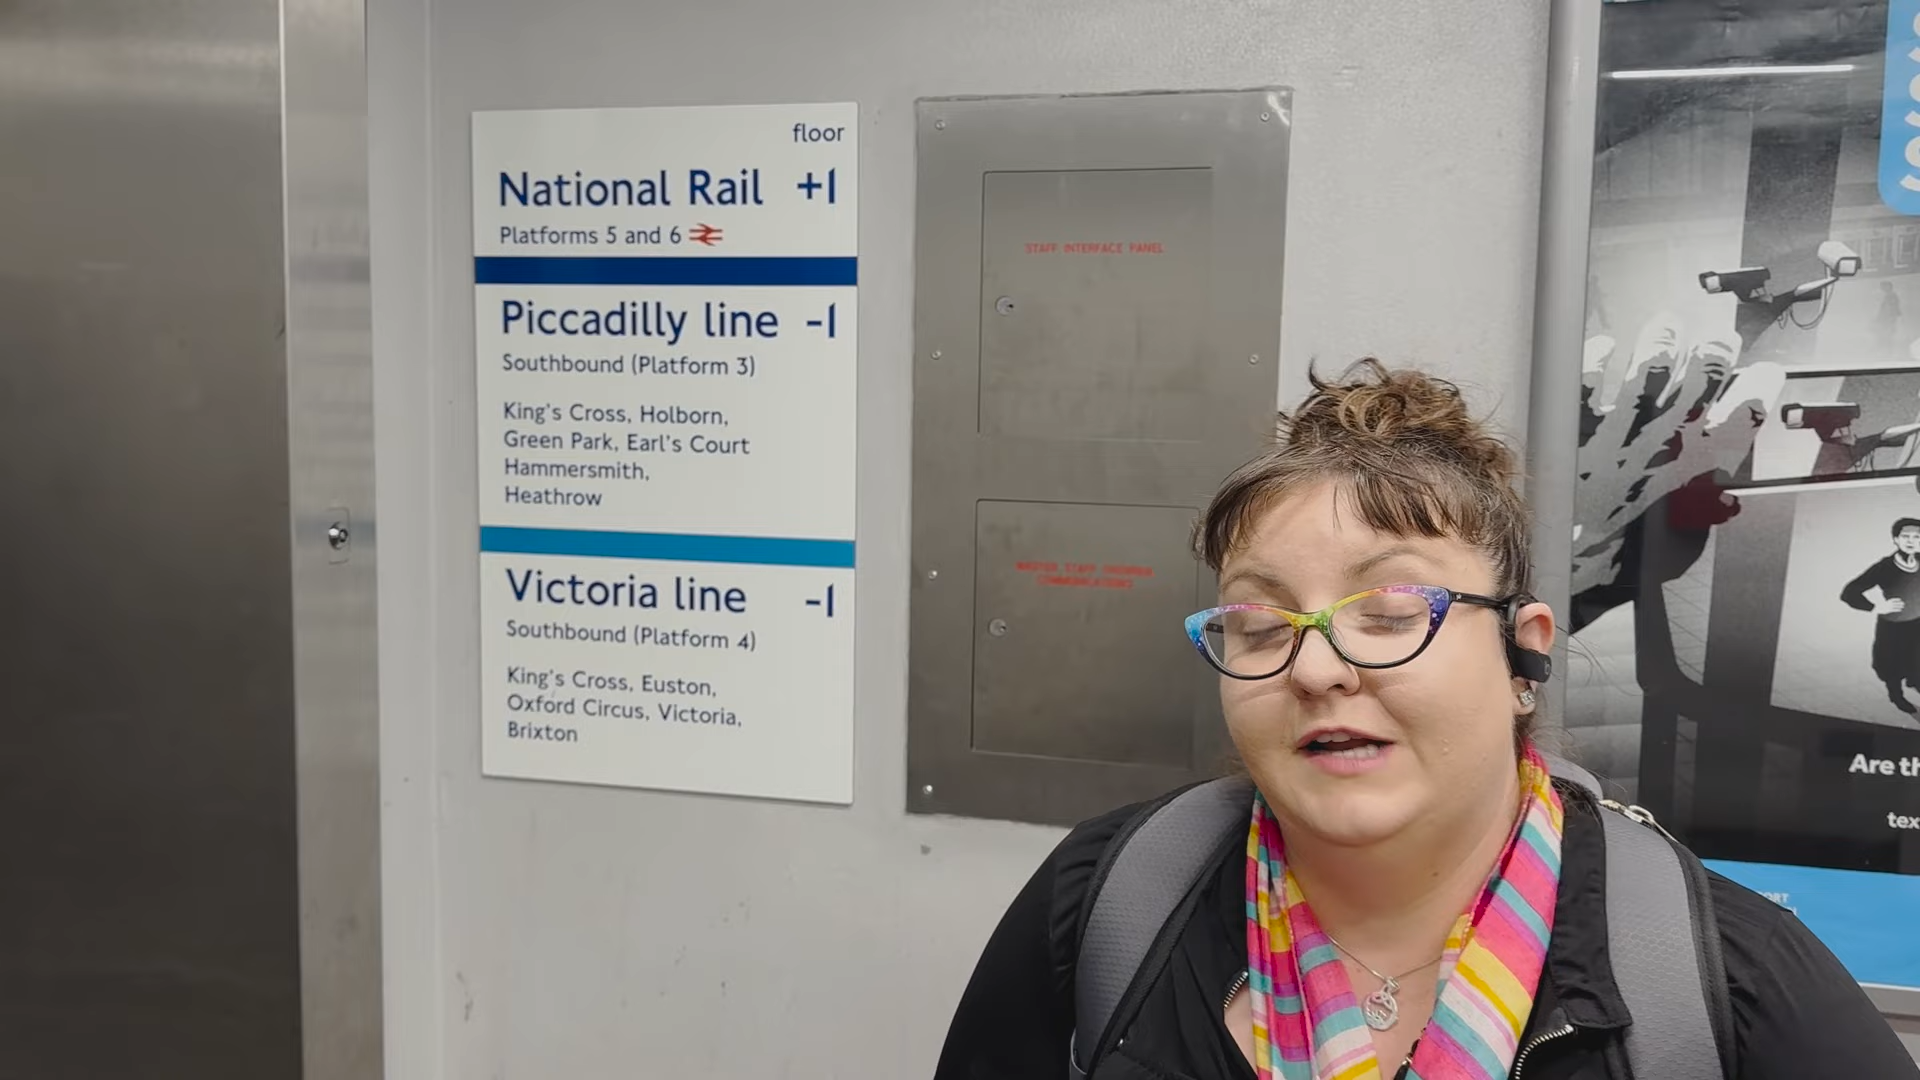 floor
National Rail +1
Platforms 5 and 6
Piccadilly line -1
Southbound (Platform 3)
King's Cross, Holborn,
Green Park, Earl's Court
Hammersmith,
Heathrow
Victoria line -1
Southbound (Platform 4)
King's Cross, Euston,
Oxford Circus, Victoria,
Brixton
STAFF INTERFACE PANEL
Are